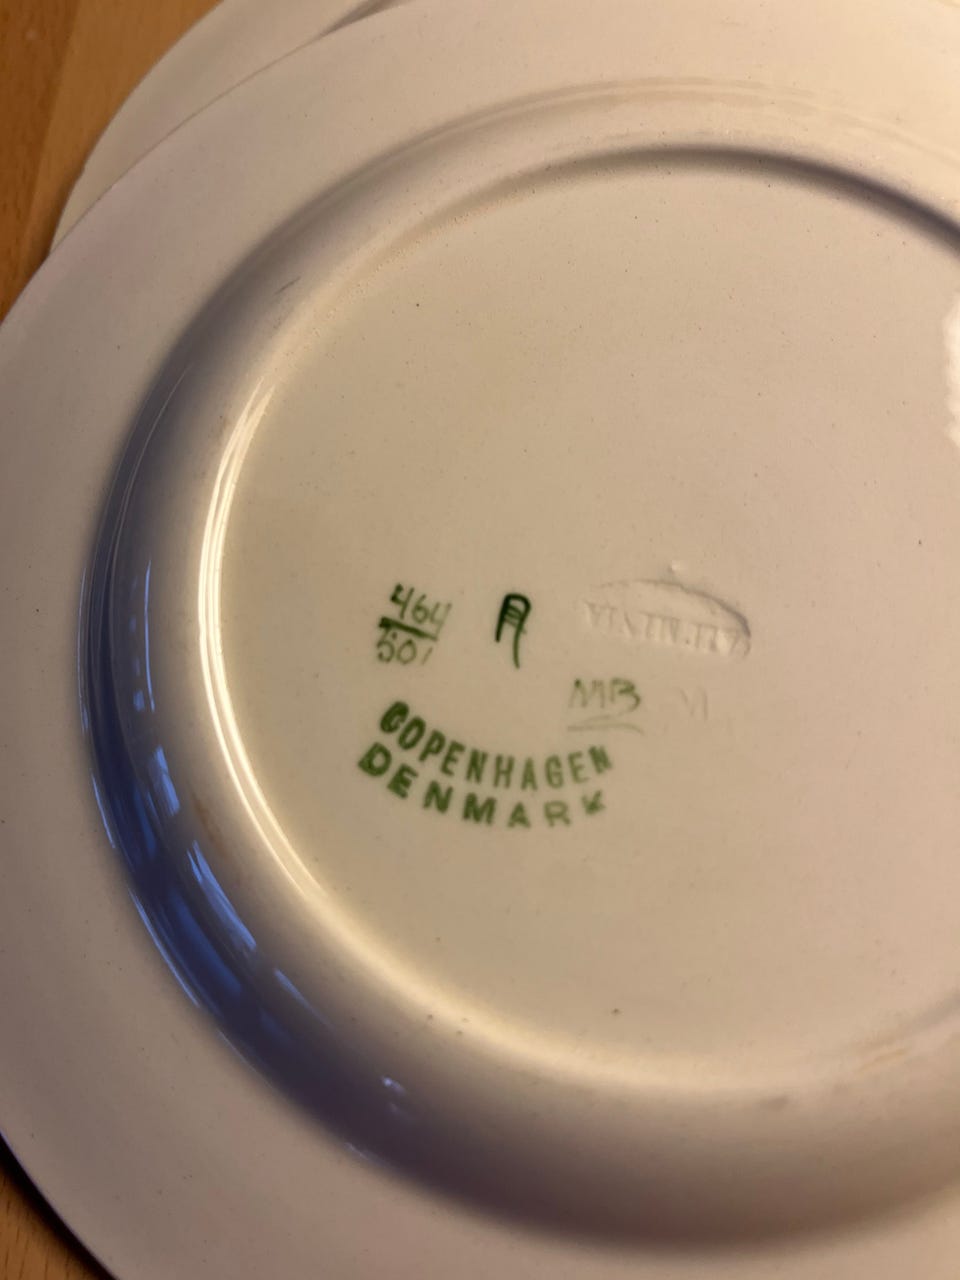 464
501
MB
COPENHAGEN
DENMARK